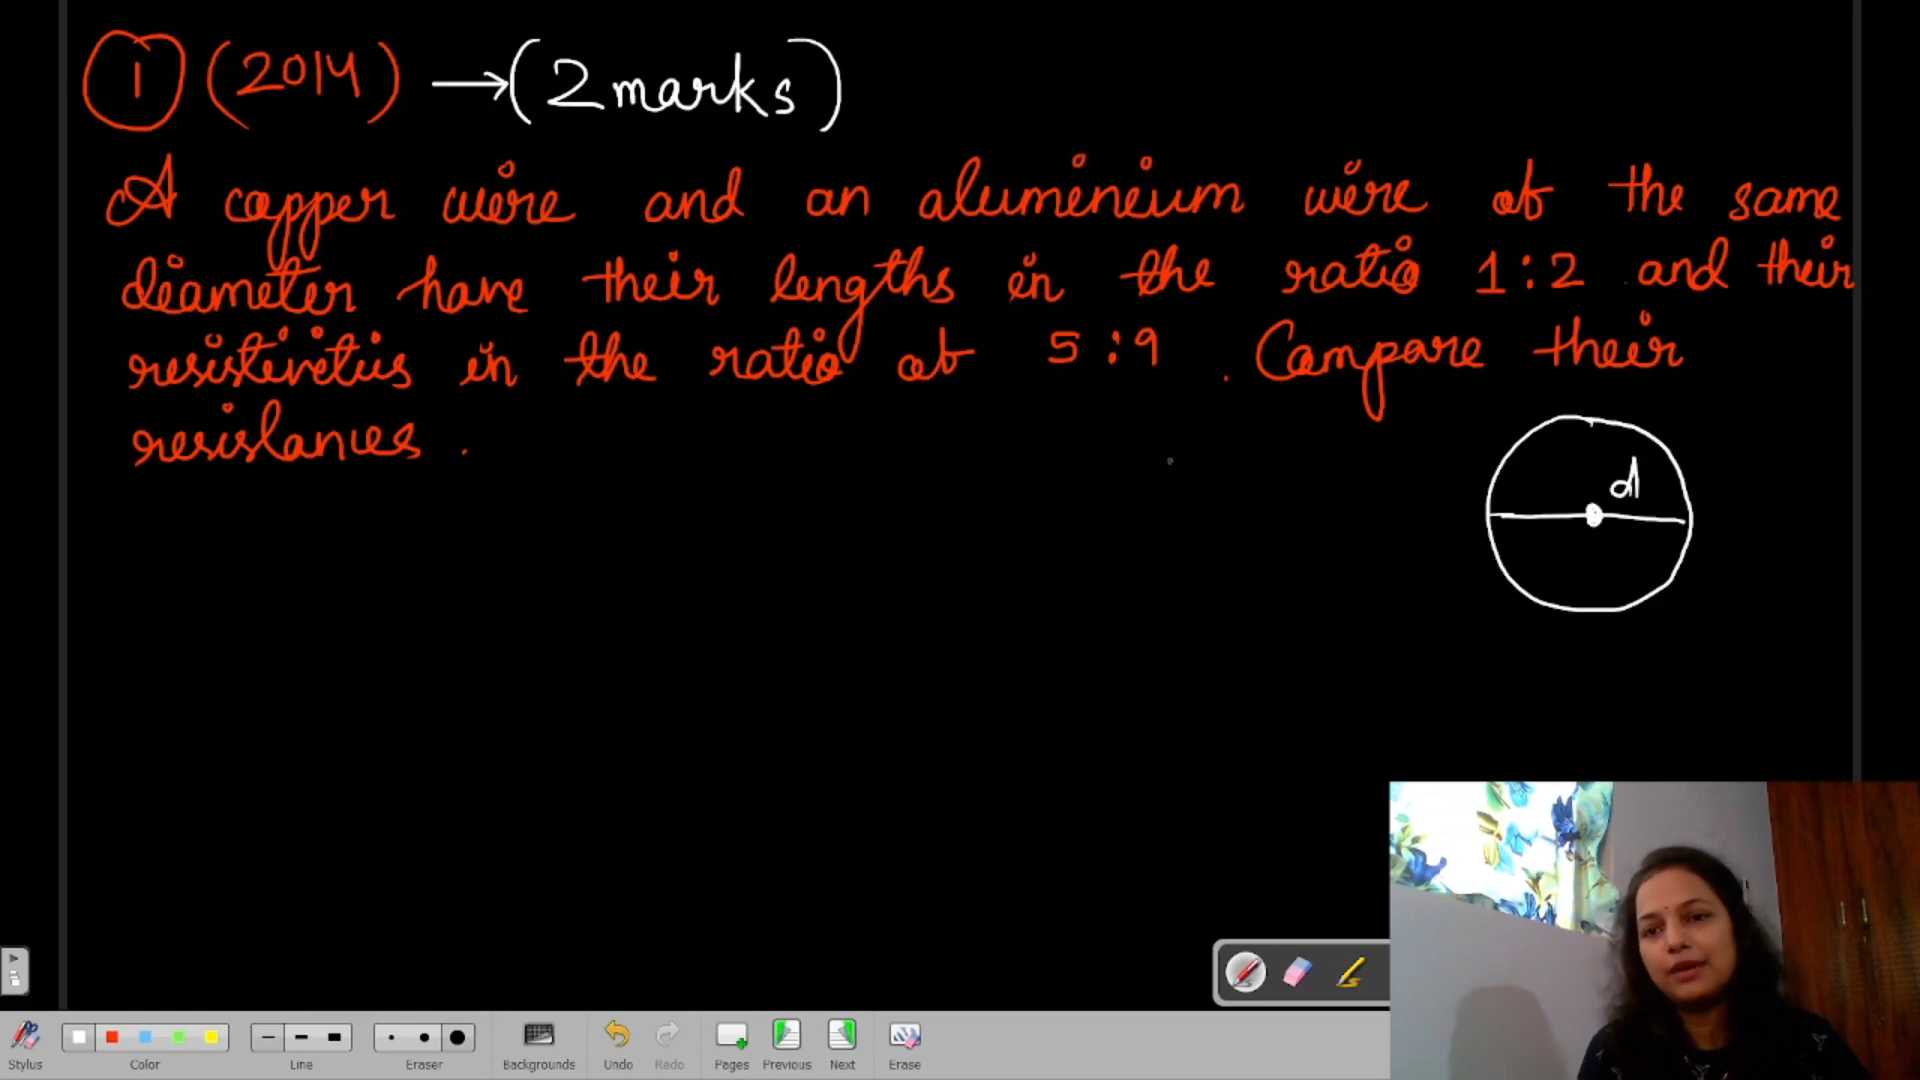 1 (2014) → (2 marks)
A copper wire and an alumineium wire of the same
diameter have their lengths in the ratio 1:2 and their
resistivities in the ratio of 5:9 . Compare their
resistances .
d
Stylus Color Line Eraser Backgrounds Undo Redo Pages Previous Next Erase